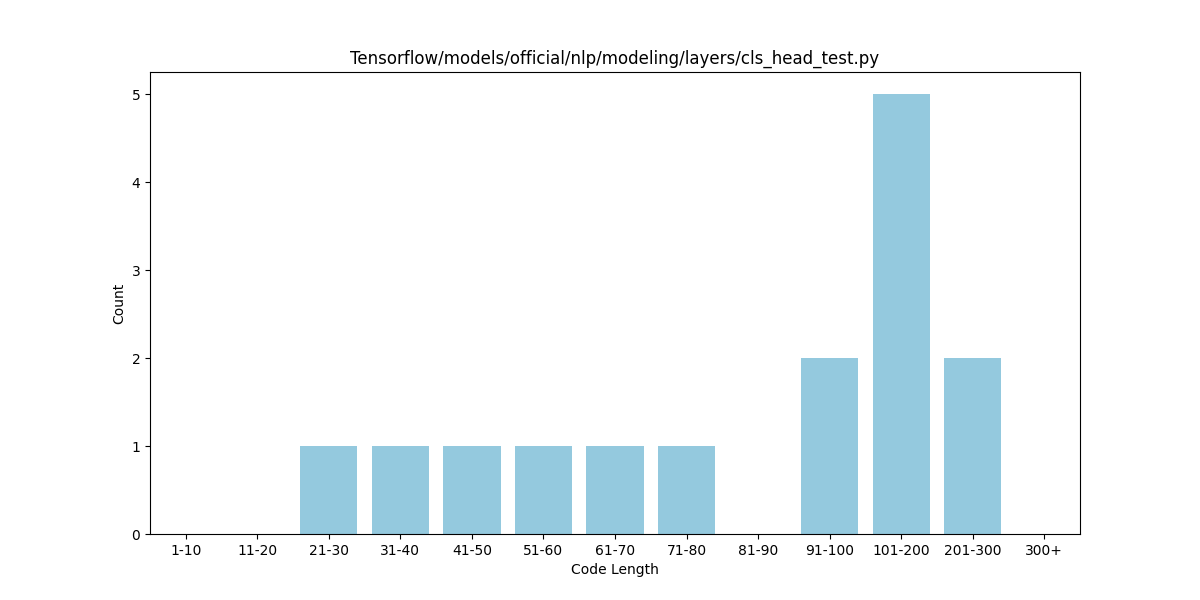 Tensorflow/models/official/nlp/modeling/layers/cls_head_test.py
5
4
3
2
1
0
Count
1-10 11-20 21-30 31-40 41-50 51-60 61-70 71-80 81-90 91-100 101-200 201-300 300+
Code Length